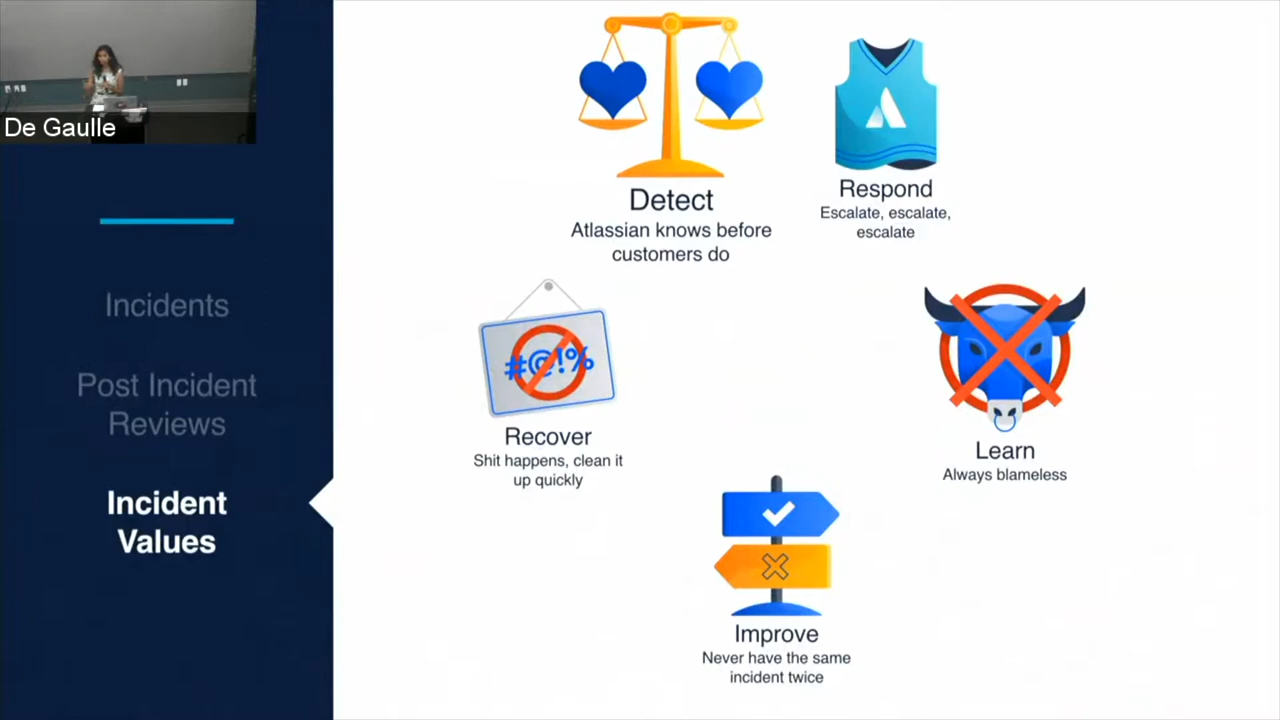 De Gaulle
Incidents
Post Incident
Reviews
Incident
Values
Detect
Atlassian knows before
customers do
Respond
Escalate, escalate,
escalate
#@!%
Recover
Shit happens, clean it
up quickly
Learn
Always blameless
Improve
Never have the same
incident twice